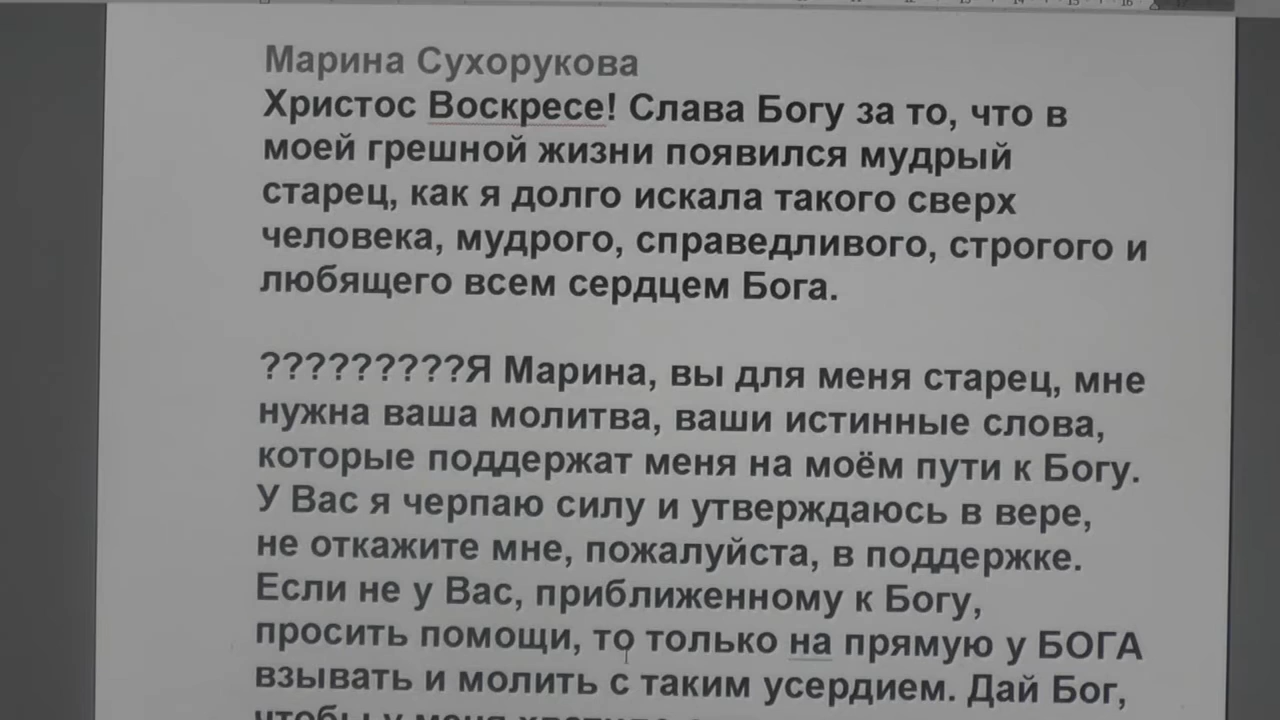 Марина Сухорукова
Христос Воскресе! Слава Богу за то, что в
моей грешной жизни появился мудрый
старец, как я долго искала такого сверх
человека, мудрого, справедливого, строгого и
любящего всем сердцем Бога.
?????????Я Марина, вы для меня старец, мне
нужна ваша молитва, ваши истинные слова,
которые поддержат меня на моём пути к Богу.
У Вас я черпаю силу и утверждаюсь в вере,
не откажите мне, пожалуйста, в поддержке.
Если не у Вас, приближенному к Богу,
просить помощи, то только на прямую у БОГА
взывать и молить с таким усердием. Дай Бог,
чтобы у меня